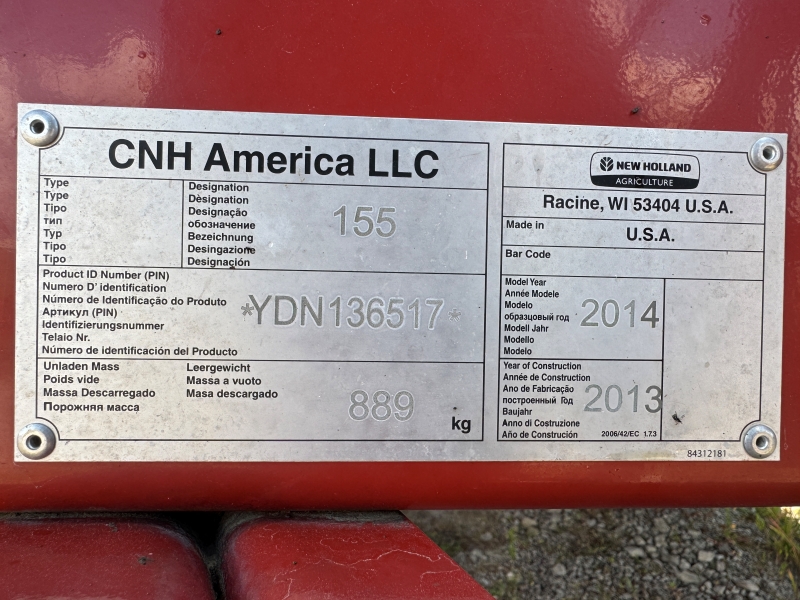 CNH America LLC
Type
Type
Tipo
тип
Typ
Tipo
Tipo
Designation
Dèsignation
Designação
обозначение
Bezeichnung
Desingazione
Designación
155
Product ID Number (PIN)
Numero D' identification
Número de Identificação do Produto
Артикул (PIN)
Identifizierungsnummer
Telaio Nr.
Número de identificación del Producto
*YDN136517*
Unladen Mass
Poids vide
Massa Descarregado
Порожняя масса
Leergewicht
Massa a vuoto
Masa descargado
889
kg
NEW HOLLAND
AGRICULTURE
Racine, WI 53404 U.S.A.
Made in
U.S.A.
Bar Code
Model Year
Année Modele
Modelo
образцовый год
Modell Jahr
Modello
Modelo
2014
Year of Construction
Année de Construction
Ano de Fabricação
построенный Год
Baujahr
Anno di Costuzione
Año de Construción
2013
2006/42/EC 1.7.3
84312181